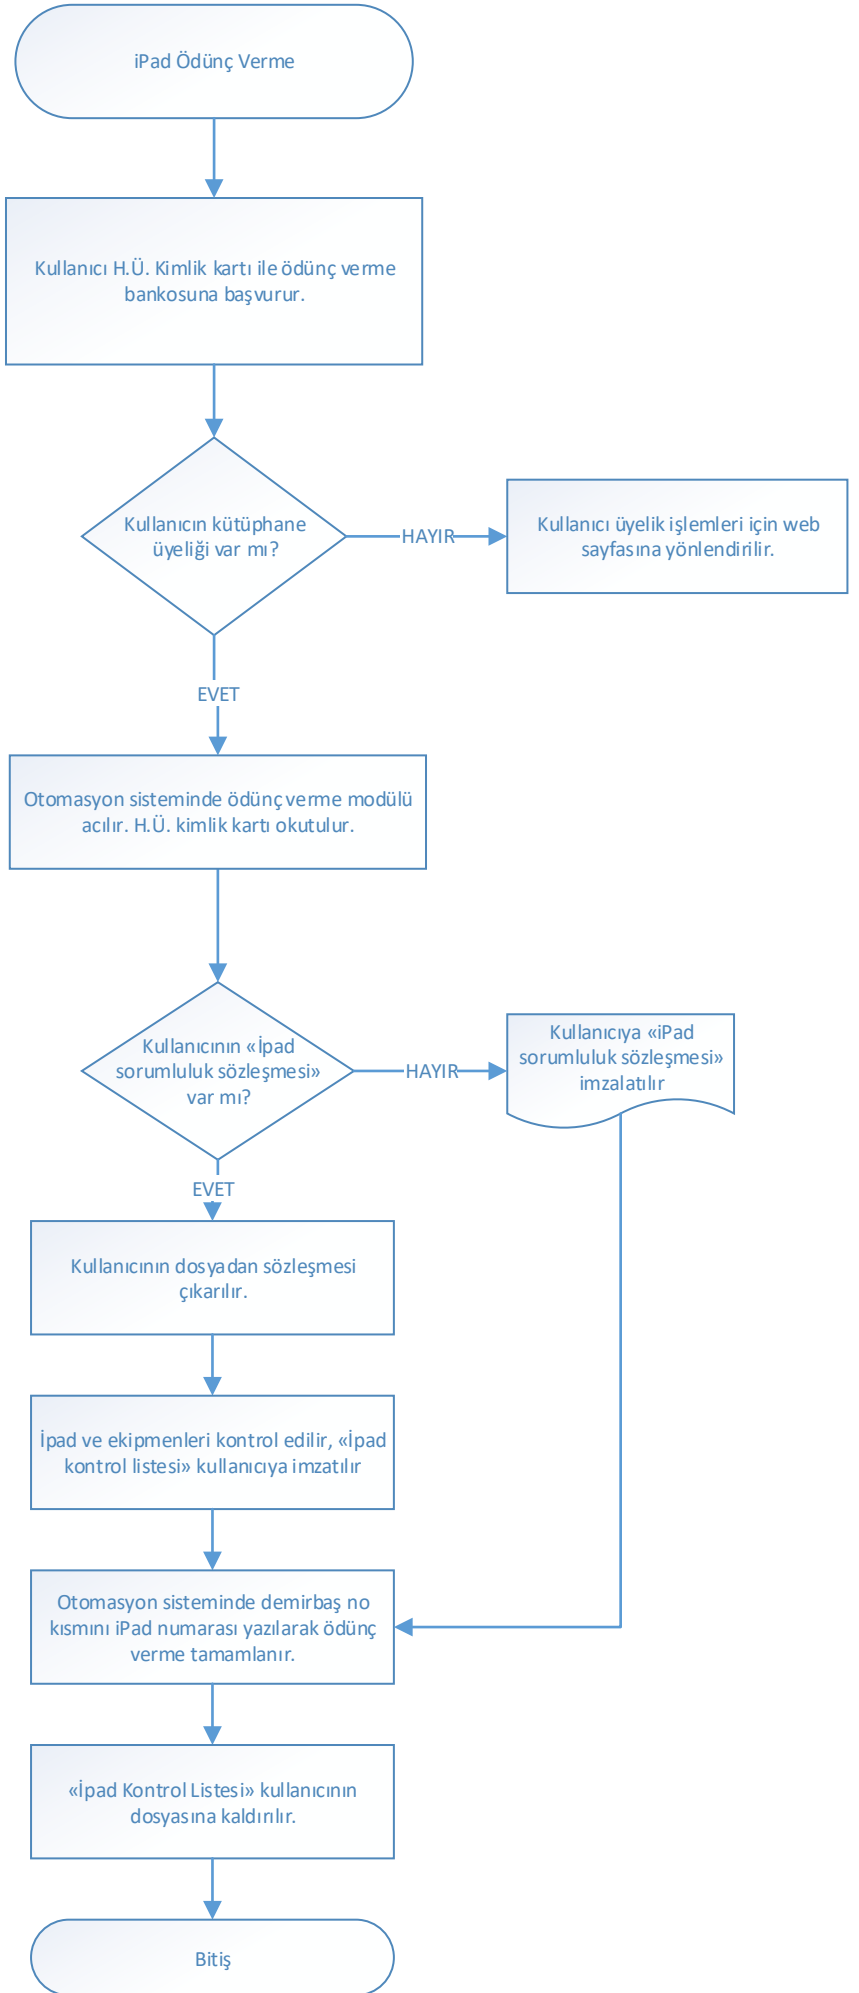 iPad Ödünç Verme
Kullanıcı H.Ü. Kimlik kartı ile ödünç verme
bankosuna başvurur.
Kullanıcın kütüphane
üyeliği var mı?
HAYIR
Kullanıcı üyelik işlemleri için web
sayfasına yönlendirilir.
EVET
Otomasyon sisteminde ödünç verme modülü
acılır. H.Ü. kimlik kartı okutulur.
Kullanıcının «İpad
sorumluluk sözleşmesi»
var mı?
HAYIR
Kullanıcıya «iPad
sorumluluk sözleşmesi»
imzalatılır
EVET
Kullanıcının dosyadan sözleşmesi
çıkarılır.
İpad ve ekipmenleri kontrol edilir, «İpad
kontrol listesi» kullanıcıya imzatılır
Otomasyon sisteminde demirbaş no
kısmını iPad numarası yazılarak ödünç
verme tamamlanır.
«İpad Kontrol Listesi» kullanıcının
dosyasına kaldırılır.
Bitiş